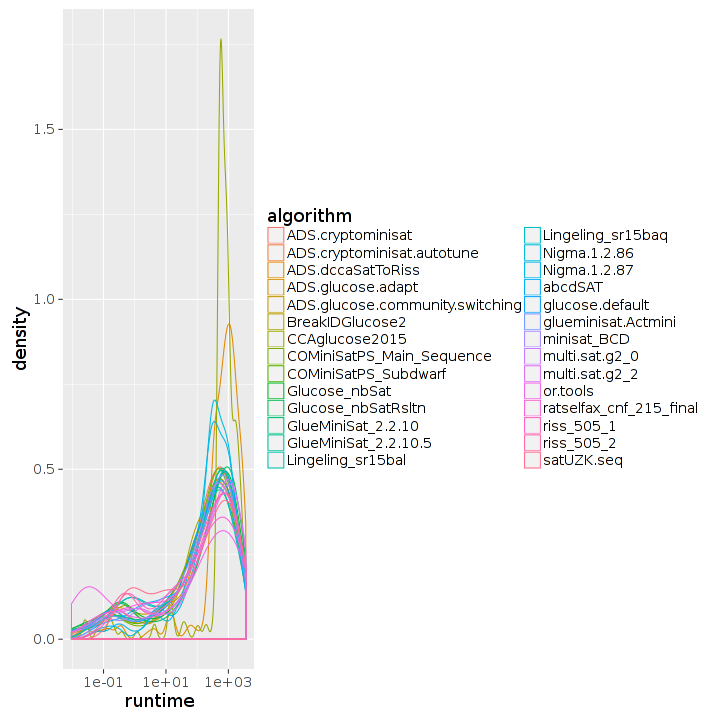 density
1.5
1.0
0.5
0.0
1e-01 1e+01 1e+03
runtime
algorithm
ADS.cryptominisat
ADS.cryptominisat.autotune
ADS.dccaSatToRiss
ADS.glucose.adapt
ADS.glucose.community.switching
BreakIDGlucose2
CCAglucose2015
COMiniSatPS_Main_Sequence
COMiniSatPS_Subdwarf
Glucose_nbSat
Glucose_nbSatRsltn
GlueMiniSat_2.2.10
GlueMiniSat_2.2.10.5
Lingeling_sr15bal
Lingeling_sr15baq
Nigma.1.2.86
Nigma.1.2.87
abcdSAT
glucose.default
glueminisat.Actmini
minisat_BCD
multi.sat.g2_0
multi.sat.g2_2
or.tools
ratselfax_cnf_215_final
riss_505_1
riss_505_2
satUZK.seq